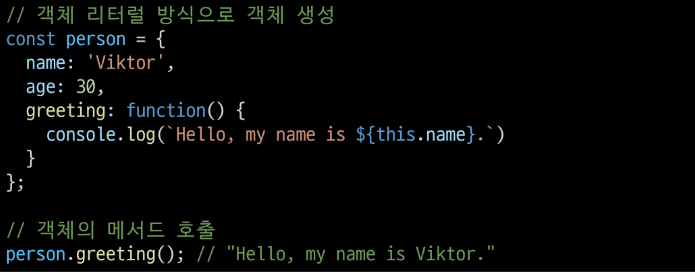 // 객체 리터럴 방식으로 객체 생성
const person = {
  name: 'Viktor',
  age: 30,
  greeting: function() {
    console.log(`Hello, my name is ${this.name}.`)
  }
};

// 객체의 메서드 호출
person.greeting(); // "Hello, my name is Viktor."